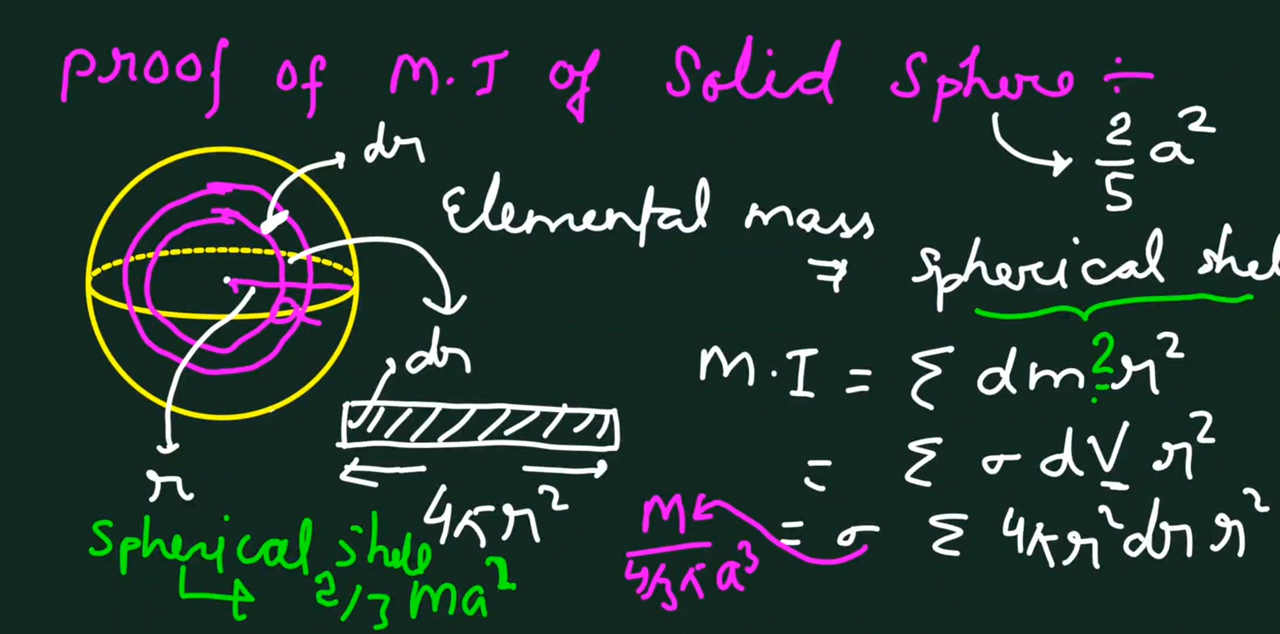 Proof of M.I of Solid Sphere ÷
2/5 a²
dr
Elemental mass
⇒ Spherical shel
dr
M.I = Σ dm ? r²
= Σ σ dV r²
r
4πr²
M / 4/3 π a³
= σ Σ 4πr² dr r²
Spherical shell
2/3 ma²